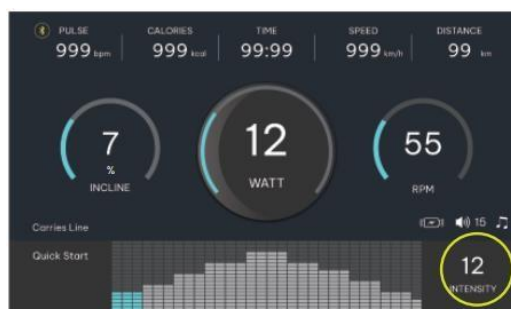 PULSE CALORIES TIME SPEED DISTANCE
999 bpm 999 kcal 99:99 999 km/h 99 km
7 12 55
%
INCLINE WATT RPM
15
Carries Line
Quick Start
12
INTENSITY